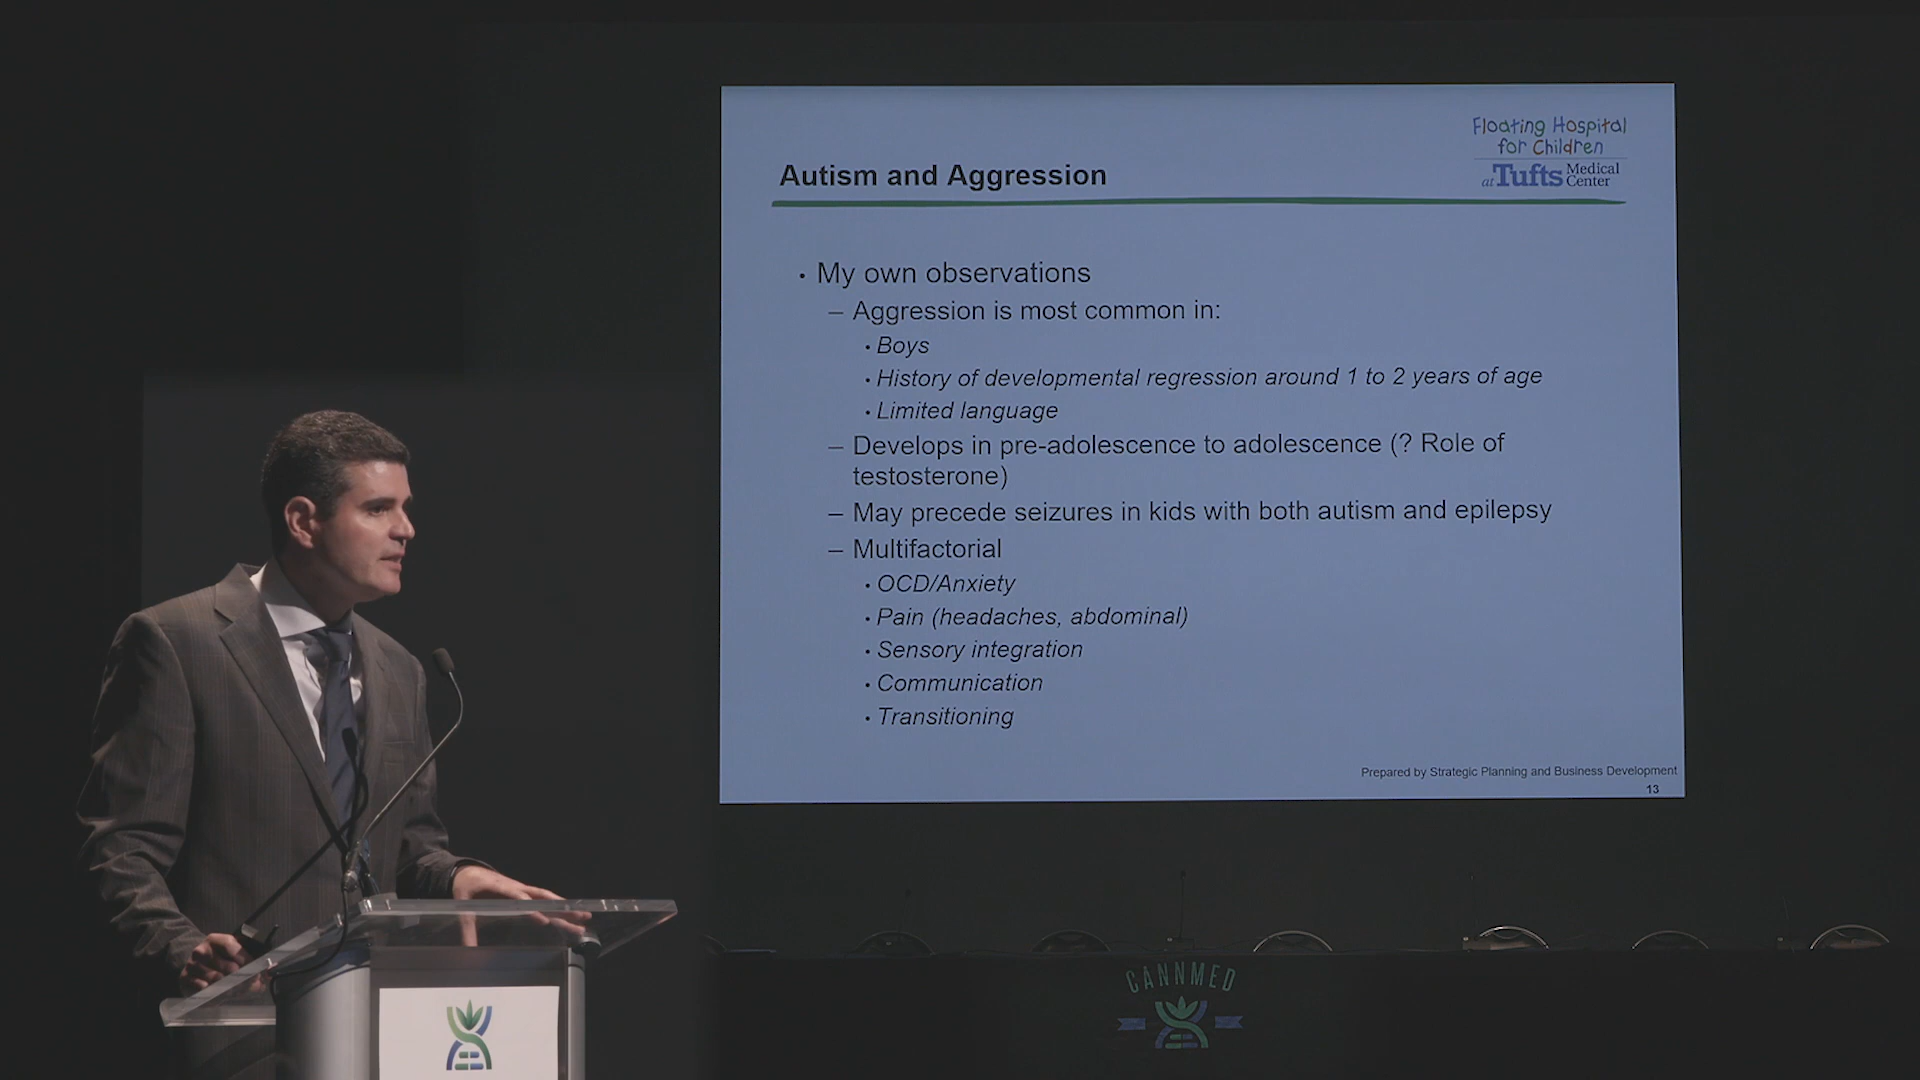 Floating Hospital
for Children
at Tufts Medical Center
Autism and Aggression
• My own observations
– Aggression is most common in:
• Boys
• History of developmental regression around 1 to 2 years of age
• Limited language
– Develops in pre-adolescence to adolescence (? Role of
testosterone)
– May precede seizures in kids with both autism and epilepsy
– Multifactorial
• OCD/Anxiety
• Pain (headaches, abdominal)
• Sensory integration
• Communication
• Transitioning
Prepared by Strategic Planning and Business Development
13
CANNMED